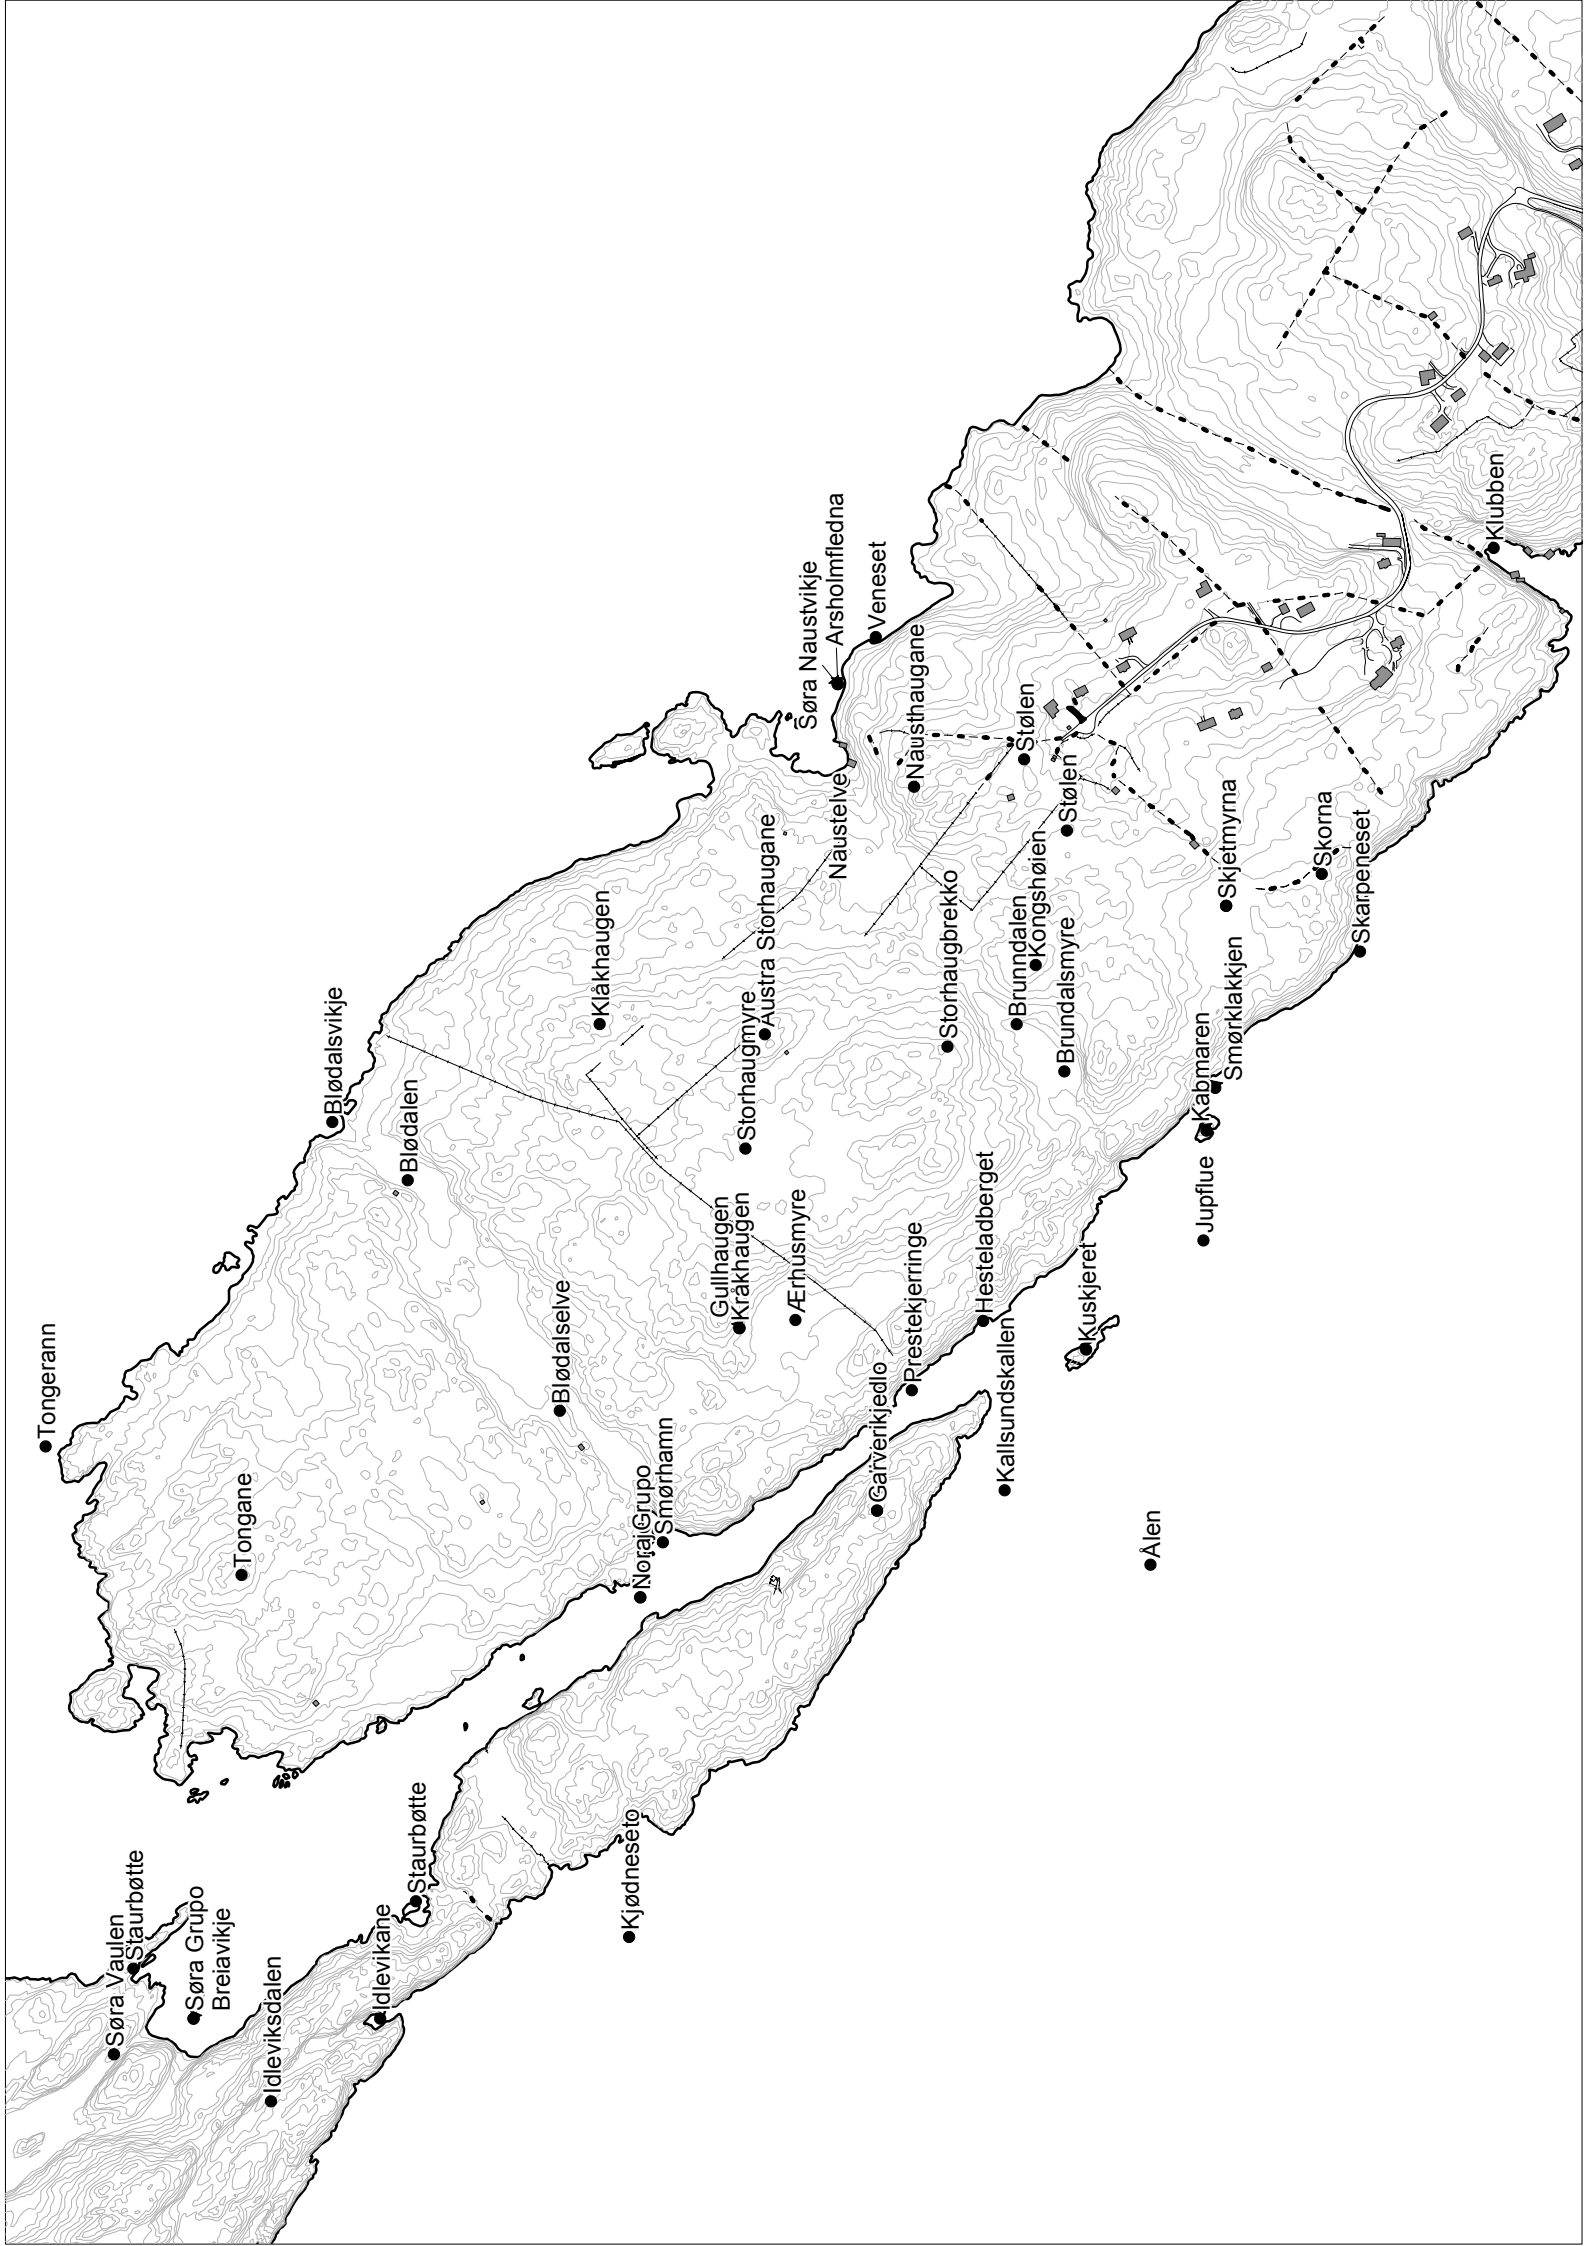 Søra Vaulen
Staurbøtte
Søra Grupo
Breiavikje
Idleviksdalen
Idlevikane
Staurbøtte
Kjødneseto
Tongerann
Tongane
Noraj Grupo
Smørhamn
Blødalselve
Blødalen
Blødalsvikje
Gullhaugen
Kråkhaugen
Ærhusmyre
Garverikjedlo
Prestekjerringe
Hesteladberget
Kallsundskallen
Ålen
Kuskjeret
Jupflue
Kabmaren
Smørklakkjen
Klåkhaugen
Storhaugmyre
Austra Storhaugane
Storhaugbrekko
Brunndalen
Kongshøien
Brundalsmyre
Naustelve
Søra Naustvikje
Arsholmfledna
Veneset
Nausthaugane
Stølen
Stølen
Skjetmyrna
Skorna
Skarpeneset
Klubben